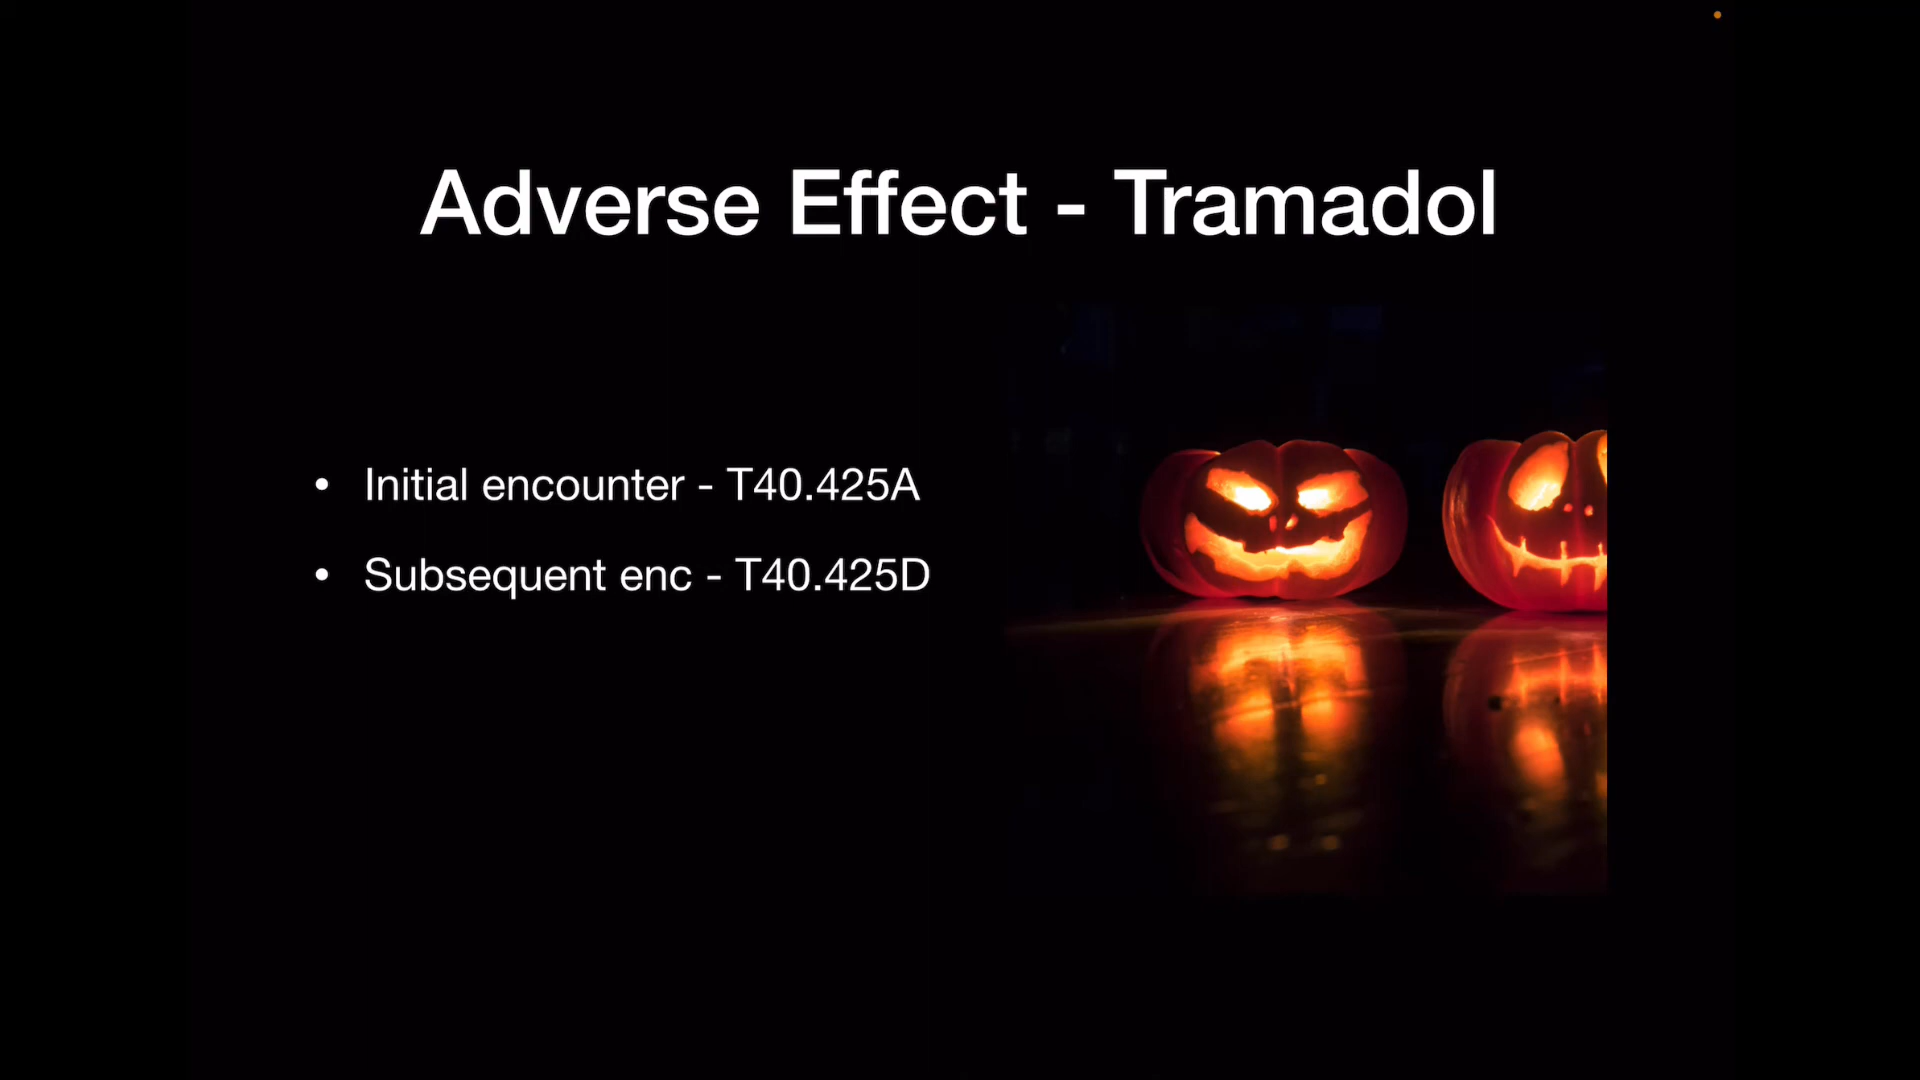 Adverse Effect - Tramadol
• Initial encounter - T40.425A
• Subsequent enc - T40.425D